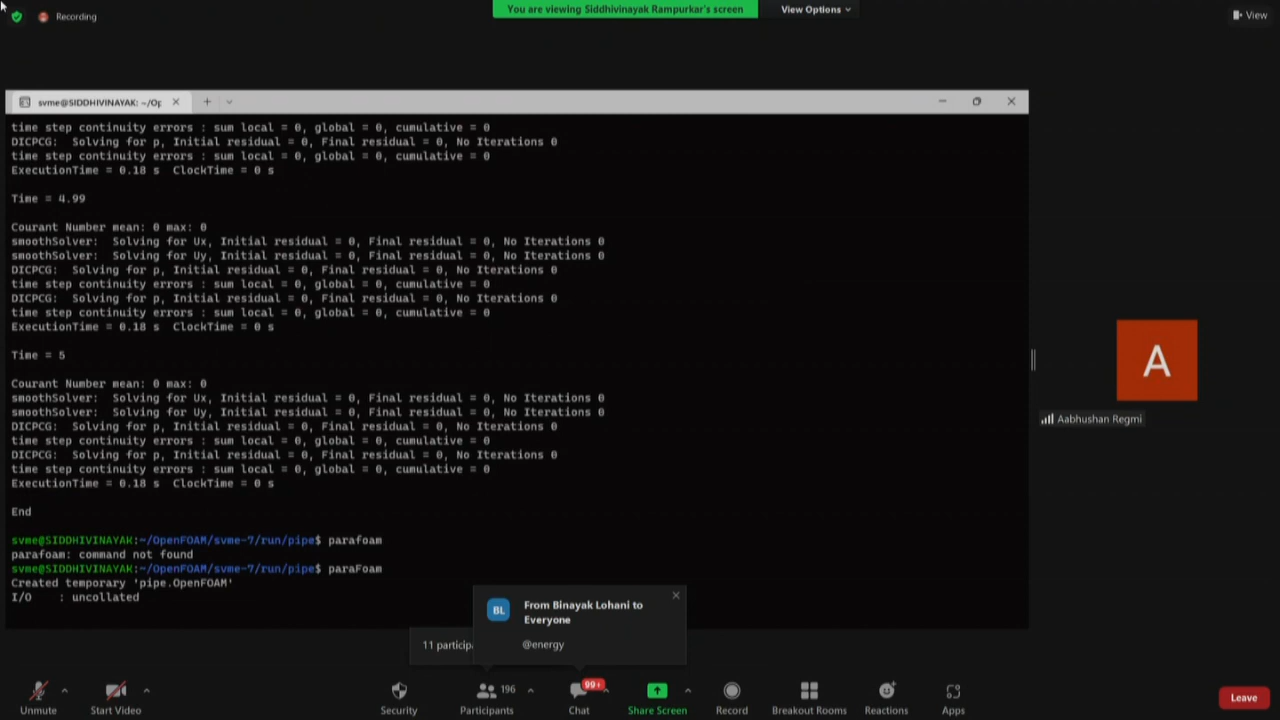 Recording
You are viewing Siddhivinayak Rampurkar's screen
View Options
View
svme@SIDDHIVINAYAK: ~/Op
time step continuity errors : sum local = 0, global = 0, cumulative = 0
DICPCG:  Solving for p, Initial residual = 0, Final residual = 0, No Iterations 0
time step continuity errors : sum local = 0, global = 0, cumulative = 0
ExecutionTime = 0.18 s  ClockTime = 0 s
Time = 4.99
Courant Number mean: 0 max: 0
smoothSolver:  Solving for Ux, Initial residual = 0, Final residual = 0, No Iterations 0
smoothSolver:  Solving for Uy, Initial residual = 0, Final residual = 0, No Iterations 0
DICPCG:  Solving for p, Initial residual = 0, Final residual = 0, No Iterations 0
time step continuity errors : sum local = 0, global = 0, cumulative = 0
DICPCG:  Solving for p, Initial residual = 0, Final residual = 0, No Iterations 0
time step continuity errors : sum local = 0, global = 0, cumulative = 0
ExecutionTime = 0.18 s  ClockTime = 0 s
Time = 5
Courant Number mean: 0 max: 0
smoothSolver:  Solving for Ux, Initial residual = 0, Final residual = 0, No Iterations 0
smoothSolver:  Solving for Uy, Initial residual = 0, Final residual = 0, No Iterations 0
DICPCG:  Solving for p, Initial residual = 0, Final residual = 0, No Iterations 0
time step continuity errors : sum local = 0, global = 0, cumulative = 0
DICPCG:  Solving for p, Initial residual = 0, Final residual = 0, No Iterations 0
time step continuity errors : sum local = 0, global = 0, cumulative = 0
ExecutionTime = 0.18 s  ClockTime = 0 s
End
svme@SIDDHIVINAYAK:~/OpenFOAM/svme-7/run/pipe$ parafoam
parafoam: command not found
svme@SIDDHIVINAYAK:~/OpenFOAM/svme-7/run/pipe$ paraFoam
Created temporary 'pipe.OpenFOAM'
I/O    : uncollated
A
Aabhushan Regmi
BL
From Binayak Lohani to
Everyone
@energy
11 particip
Unmute
Start Video
Security
196
Participants
99+
Chat
Share Screen
Record
Breakout Rooms
Reactions
Apps
Leave